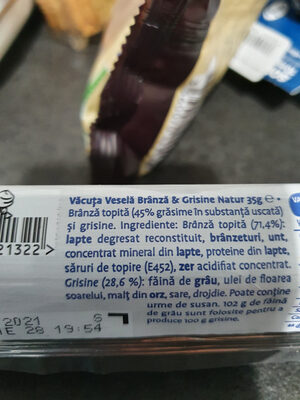 Văcuța Veselă Brânză & Grisine Natur 35g ℮ •
Brânză topită (45% grăsime în substanță uscată)
și grisine. Ingrediente: Brânză topită (71,4%):
lapte degresat reconstituit, brânzeturi, unt,
concentrat mineral din lapte, proteine din lapte,
săruri de topire (E452), zer acidifiat concentrat.
Grisine (28,6 %): făină de grâu, ulei de floarea
soarelui, malț din orz, sare, drojdie. Poate conține
urme de susan. 102 g de făină
de grâu sunt folosite pentru a
produce 100 g grisine.
21322
2021
28 19:54